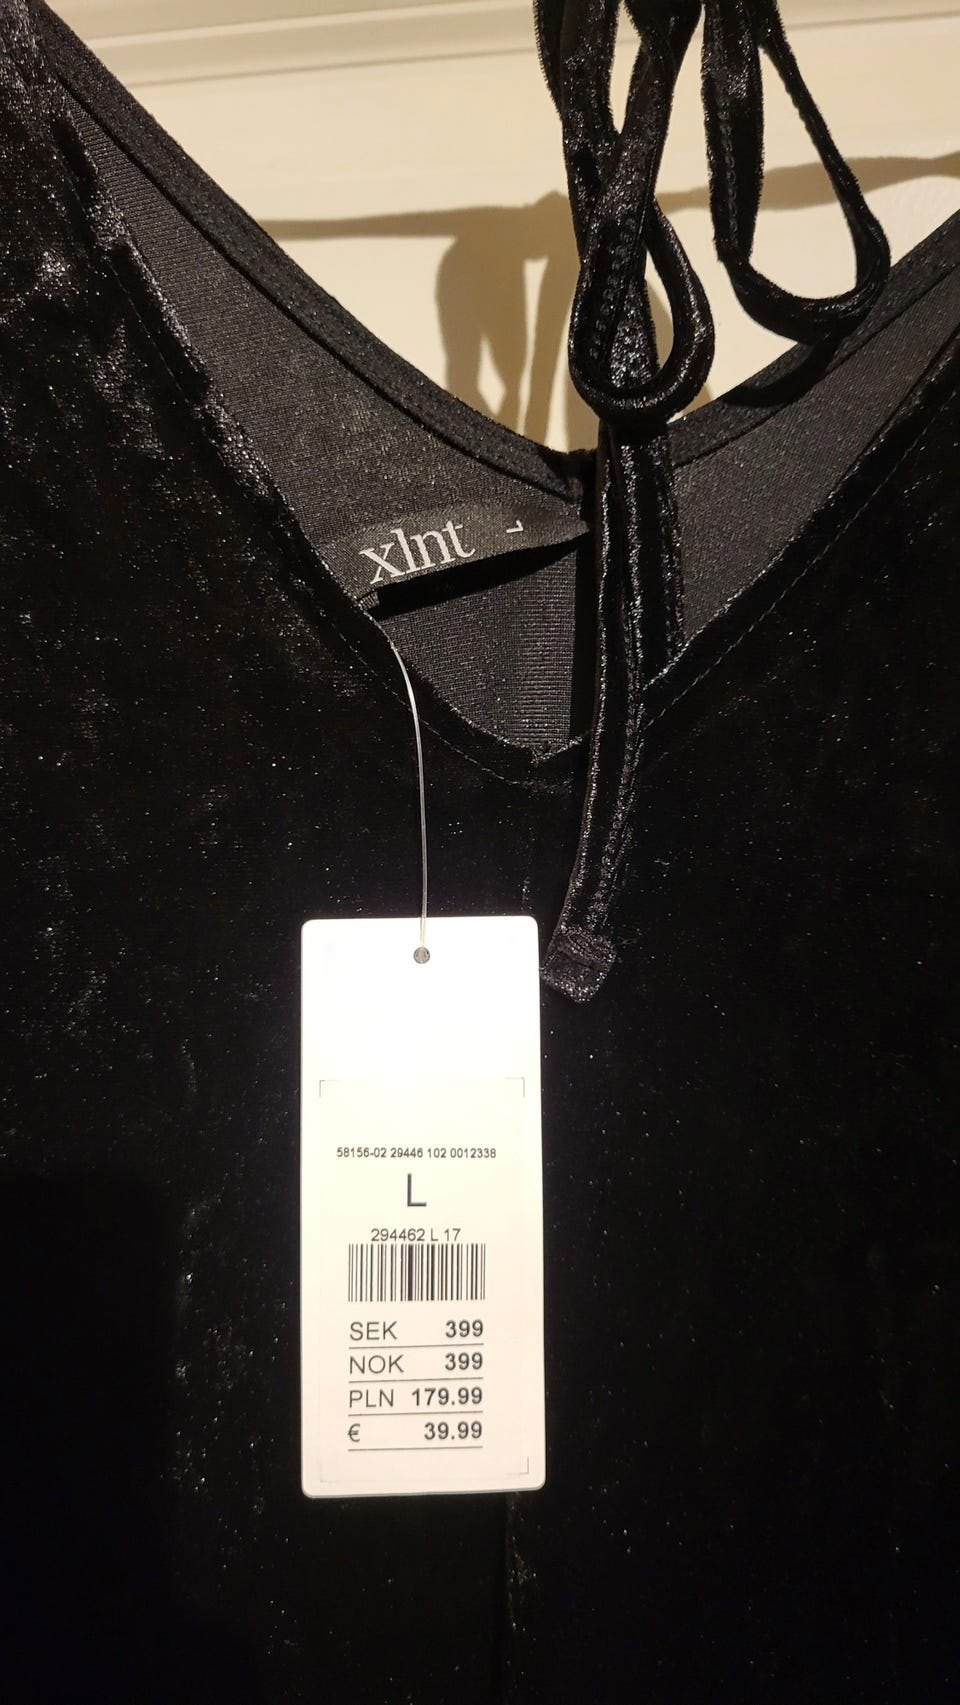 xlnt L
58156-02 29446 102 0012338
L
294462 L 17
SEK 399
NOK 399
PLN 179.99
€ 39.99